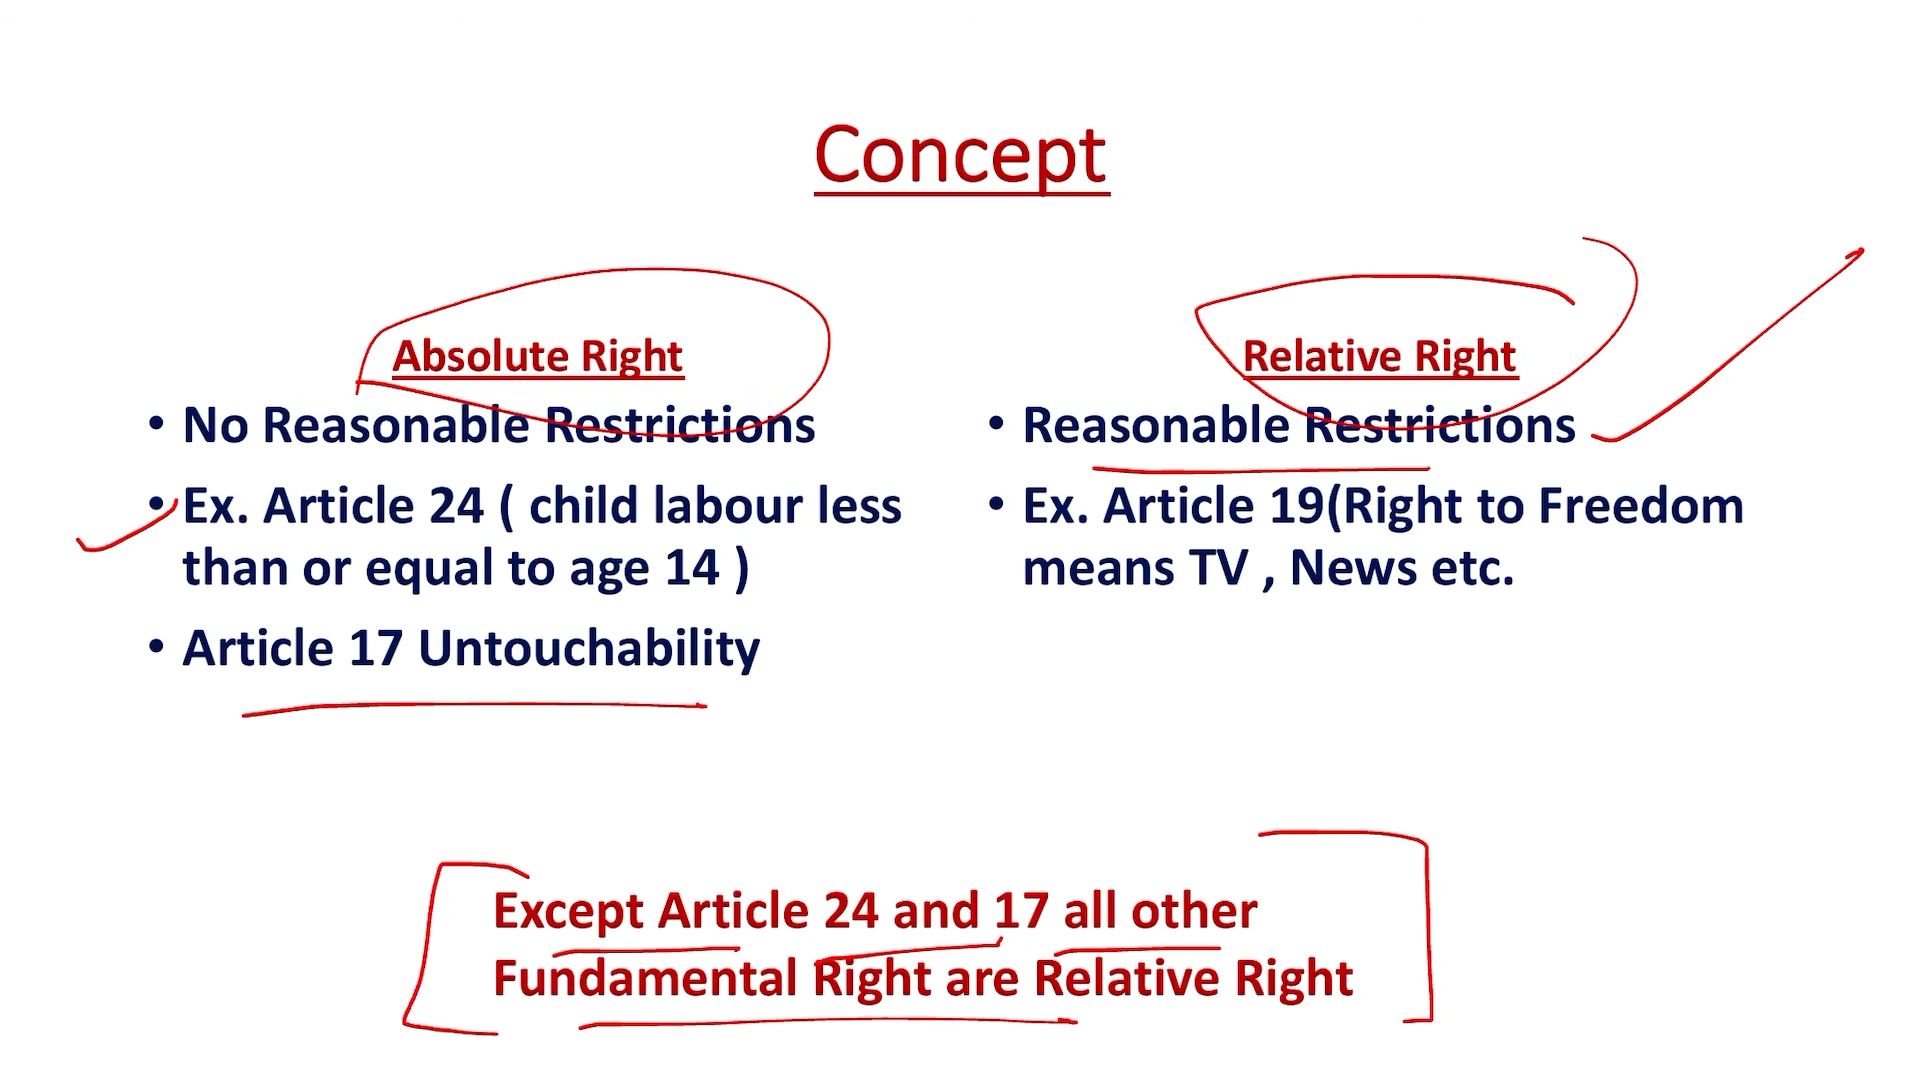 Concept
Absolute Right
• No Reasonable Restrictions
• Ex. Article 24 ( child labour less
than or equal to age 14 )
• Article 17 Untouchability
Relative Right
• Reasonable Restrictions
• Ex. Article 19(Right to Freedom
means TV , News etc.
Except Article 24 and 17 all other
Fundamental Right are Relative Right